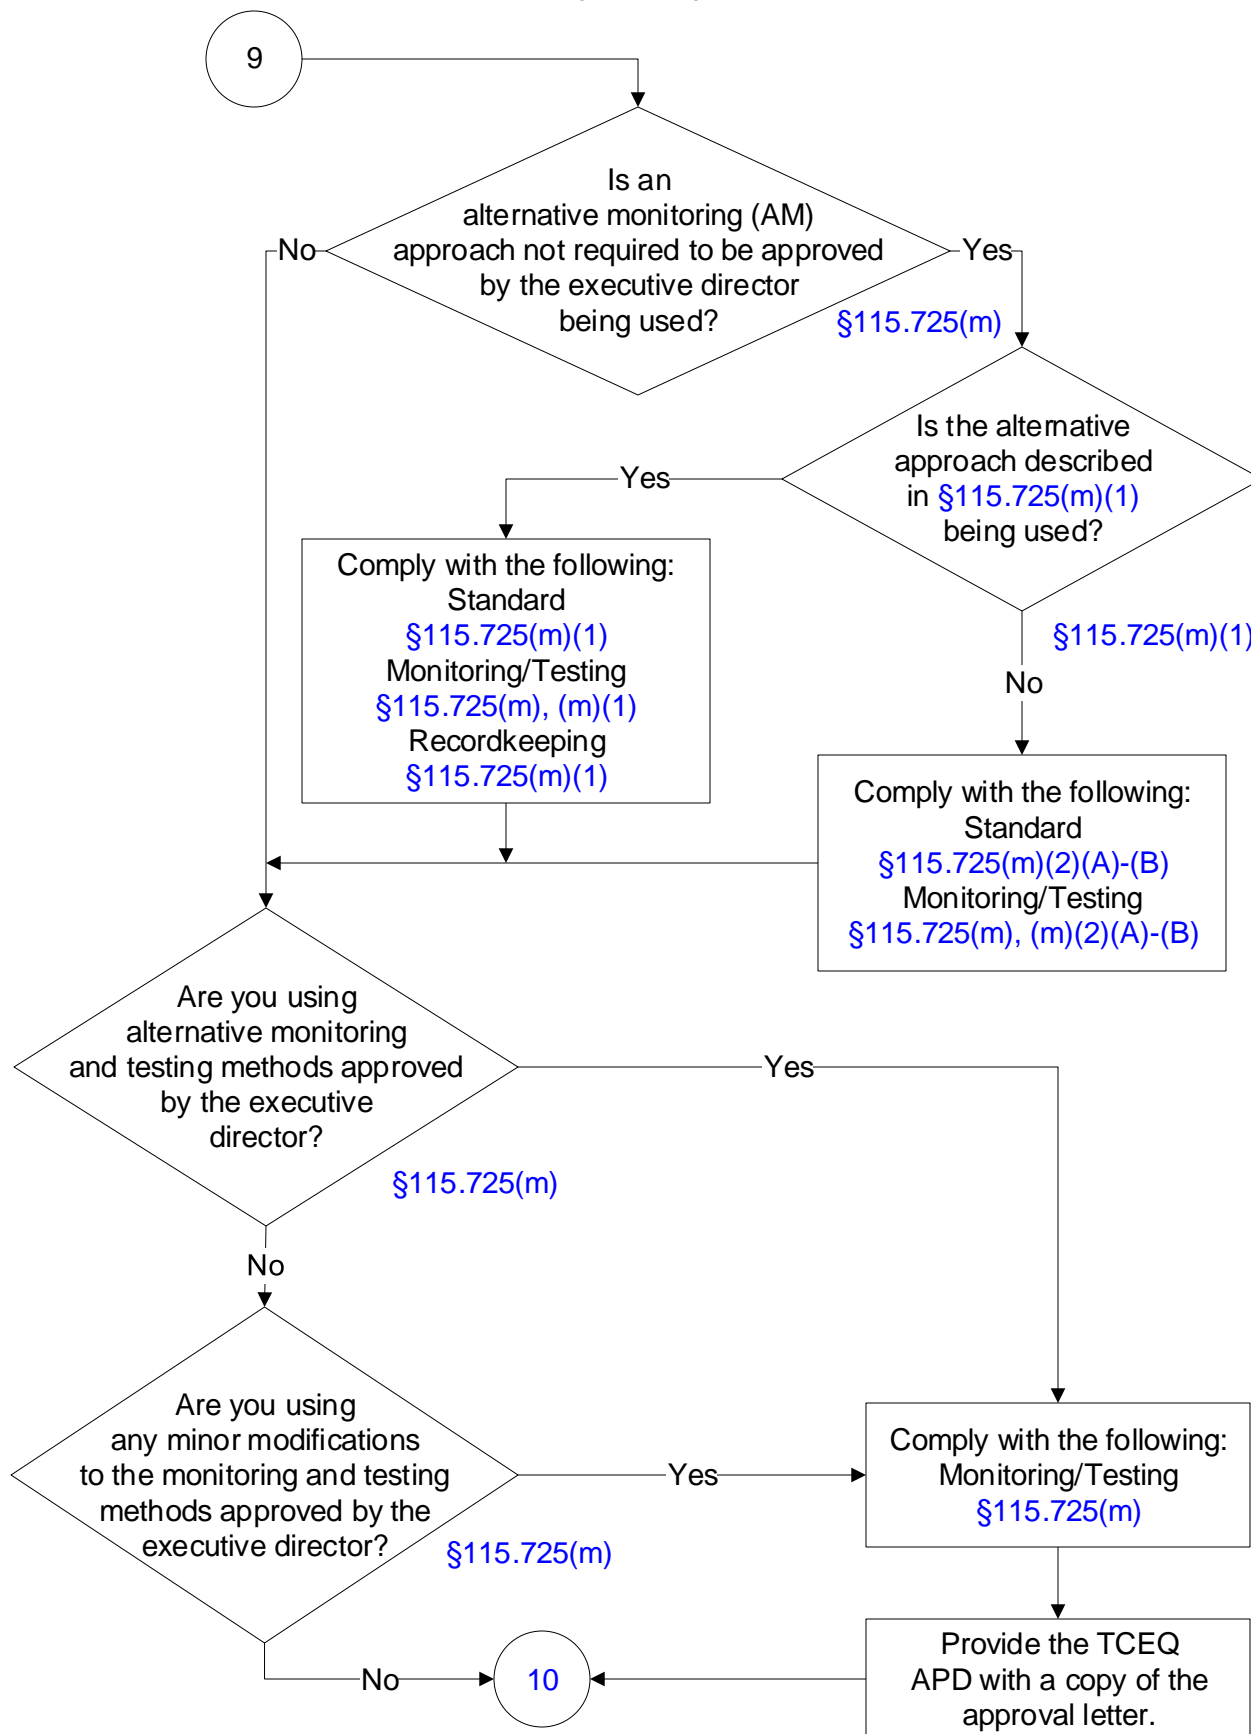 9
Is an
alternative monitoring (AM)
approach not required to be approved
by the executive director
being used?
No
Yes
§115.725(m)
Is the alternative
approach described
in §115.725(m)(1)
being used?
Yes
§115.725(m)(1)
No
Comply with the following:
Standard
§115.725(m)(1)
Monitoring/Testing
§115.725(m), (m)(1)
Recordkeeping
§115.725(m)(1)
Comply with the following:
Standard
§115.725(m)(2)(A)-(B)
Monitoring/Testing
§115.725(m), (m)(2)(A)-(B)
Are you using
alternative monitoring
and testing methods approved
by the executive
director?
Yes
§115.725(m)
No
Are you using
any minor modifications
to the monitoring and testing
methods approved by the
executive director?
Yes
§115.725(m)
Comply with the following:
Monitoring/Testing
§115.725(m)
No
10
Provide the TCEQ
APD with a copy of the
approval letter.